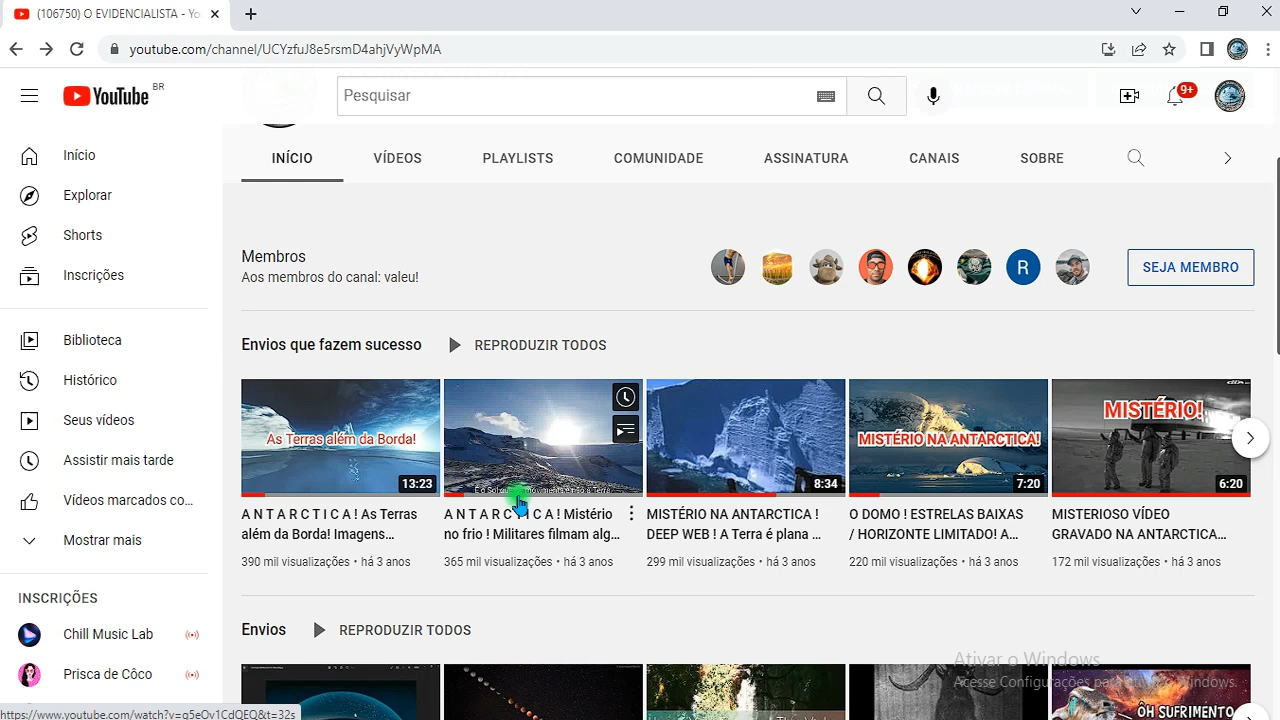 (106750) O EVIDENCIALISTA - Yo
youtube.com/channel/UCYzfuJ8e5rsmD4ahjVyWpMA
YouTube BR
Pesquisar
9+
Início
Explorar
Shorts
Inscrições
Biblioteca
Histórico
Seus vídeos
Assistir mais tarde
Vídeos marcados co...
Mostrar mais
INSCRIÇÕES
Chill Music Lab
Prisca de Côco
INÍCIO VÍDEOS PLAYLISTS COMUNIDADE ASSINATURA CANAIS SOBRE
Membros
Aos membros do canal: valeu!
R
SEJA MEMBRO
Envios que fazem sucesso REPRODUZIR TODOS
As Terras além da Borda!
13:23
A N T A R C T I C A ! As Terras
além da Borda! Imagens...
390 mil visualizações • há 3 anos
A N T A R C T I C A ! Mistério
no frio ! Militares filmam alg...
365 mil visualizações • há 3 anos
8:34
MISTÉRIO NA ANTARCTICA !
DEEP WEB ! A Terra é plana ...
299 mil visualizações • há 3 anos
MISTÉRIO NA ANTARCTICA!
7:20
O DOMO ! ESTRELAS BAIXAS
/ HORIZONTE LIMITADO! A...
220 mil visualizações • há 3 anos
MISTÉRIO!
6:20
MISTERIOSO VÍDEO
GRAVADO NA ANTARCTICA...
172 mil visualizações • há 3 anos
Envios REPRODUZIR TODOS
ÔH SUFRIMENTO
Ativar o Windows
Acesse Configurações para ativar o Windows.
https://www.youtube.com/watch?v=q5eOv1CdQEQ&t=32s